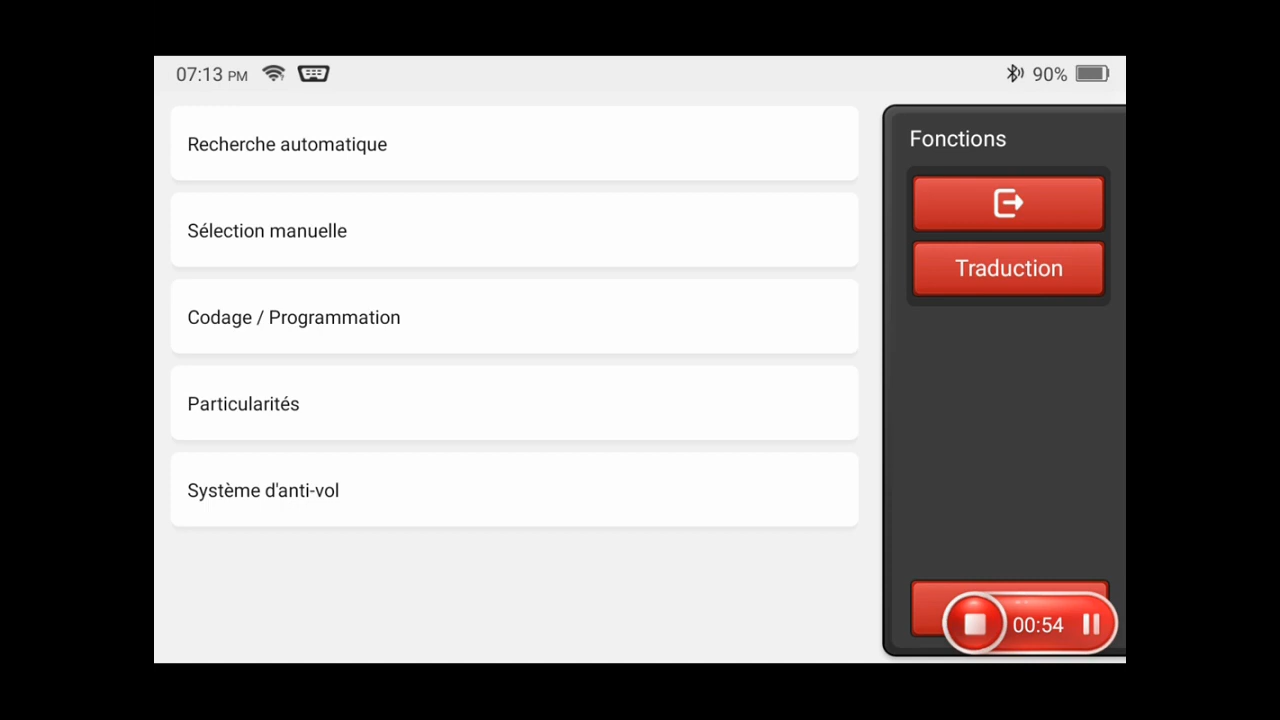 07:13 PM
90%
Recherche automatique
Sélection manuelle
Codage / Programmation
Particularités
Système d'anti-vol
Fonctions
Traduction
00:54